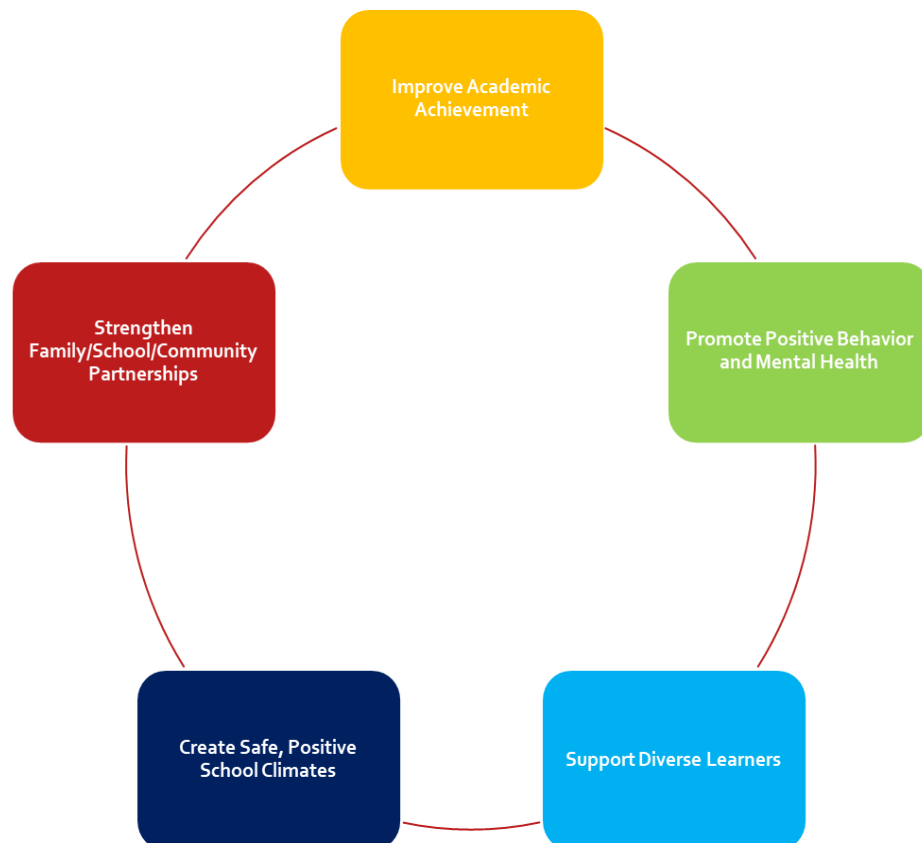 Improve Academic
Achievement
Promote Positive Behavior
and Mental Health
Support Diverse Learners
Create Safe, Positive
School Climates
Strengthen
Family/School/Community
Partnerships